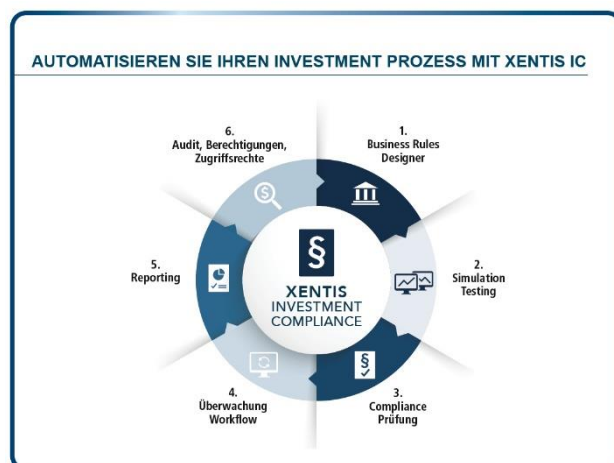 AUTOMATISIEREN SIE IHREN INVESTMENT PROZESS MIT XENTIS IC
1.
Business Rules
Designer
2.
Simulation
Testing
3.
Compliance
Prüfung
4.
Überwachung
Workflow
5.
Reporting
6.
Audit, Berechtigungen,
Zugriffsrechte
§
XENTIS
INVESTMENT
COMPLIANCE
$
§